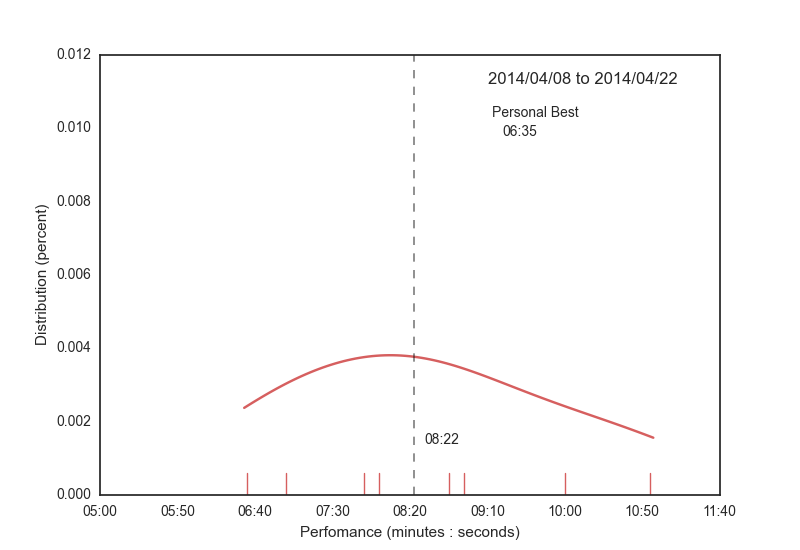 2014/04/08 to 2014/04/22
Personal Best
06:35
0.012
0.010
0.008
0.006
0.004
0.002
0.000
Distribution (percent)
08:22
05:00 05:50 06:40 07:30 08:20 09:10 10:00 10:50 11:40
Perfomance (minutes : seconds)